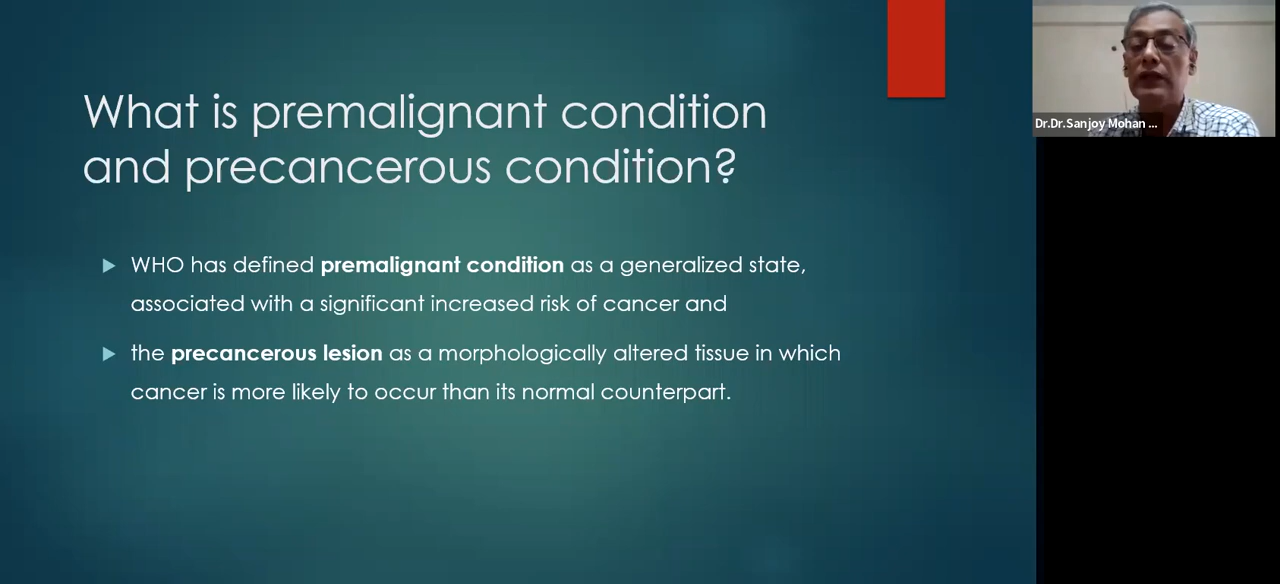 What is premalignant condition
and precancerous condition?
WHO has defined premalignant condition as a generalized state,
associated with a significant increased risk of cancer and
the precancerous lesion as a morphologically altered tissue in which
cancer is more likely to occur than its normal counterpart.
Dr.Dr.Sanjoy Mohan ...